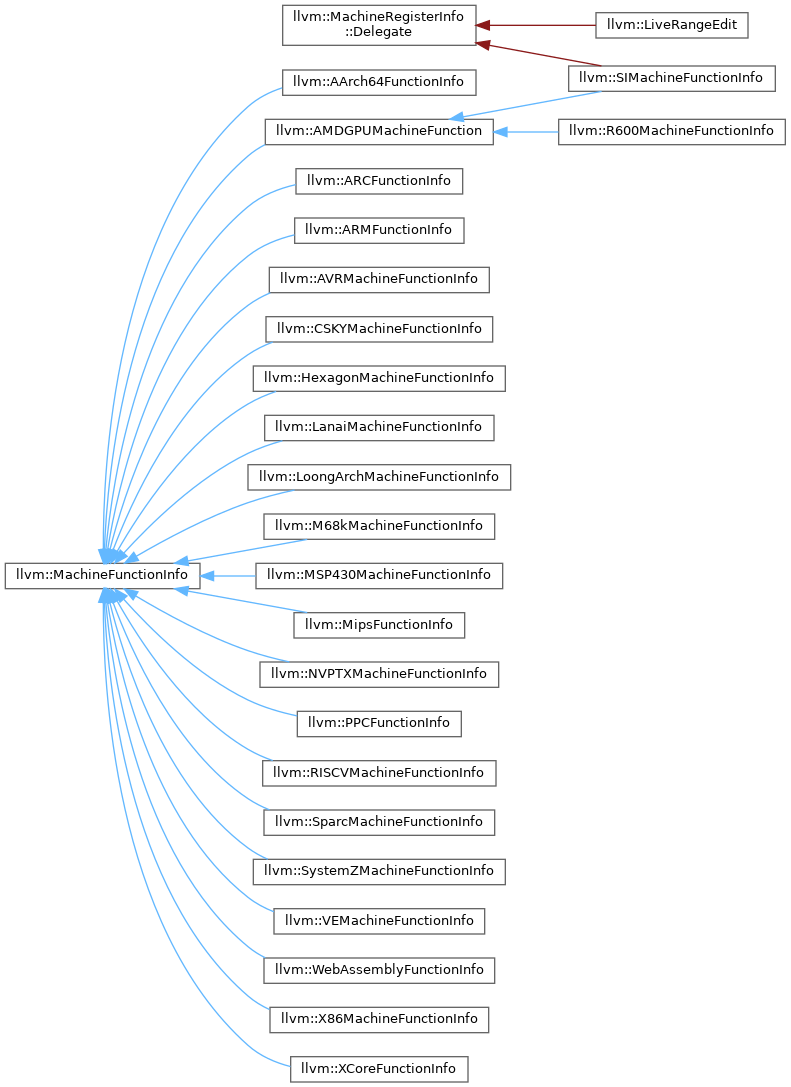 llvm::MachineRegisterInfo
::Delegate
llvm::LiveRangeEdit
llvm::SIMachineFunctionInfo
llvm::AArch64FunctionInfo
llvm::AMDGPUMachineFunction
llvm::R600MachineFunctionInfo
llvm::ARCFunctionInfo
llvm::ARMFunctionInfo
llvm::AVRMachineFunctionInfo
llvm::CSKYMachineFunctionInfo
llvm::HexagonMachineFunctionInfo
llvm::LanaiMachineFunctionInfo
llvm::LoongArchMachineFunctionInfo
llvm::M68kMachineFunctionInfo
llvm::MachineFunctionInfo
llvm::MSP430MachineFunctionInfo
llvm::MipsFunctionInfo
llvm::NVPTXMachineFunctionInfo
llvm::PPCFunctionInfo
llvm::RISCVMachineFunctionInfo
llvm::SparcMachineFunctionInfo
llvm::SystemZMachineFunctionInfo
llvm::VEMachineFunctionInfo
llvm::WebAssemblyFunctionInfo
llvm::X86MachineFunctionInfo
llvm::XCoreFunctionInfo